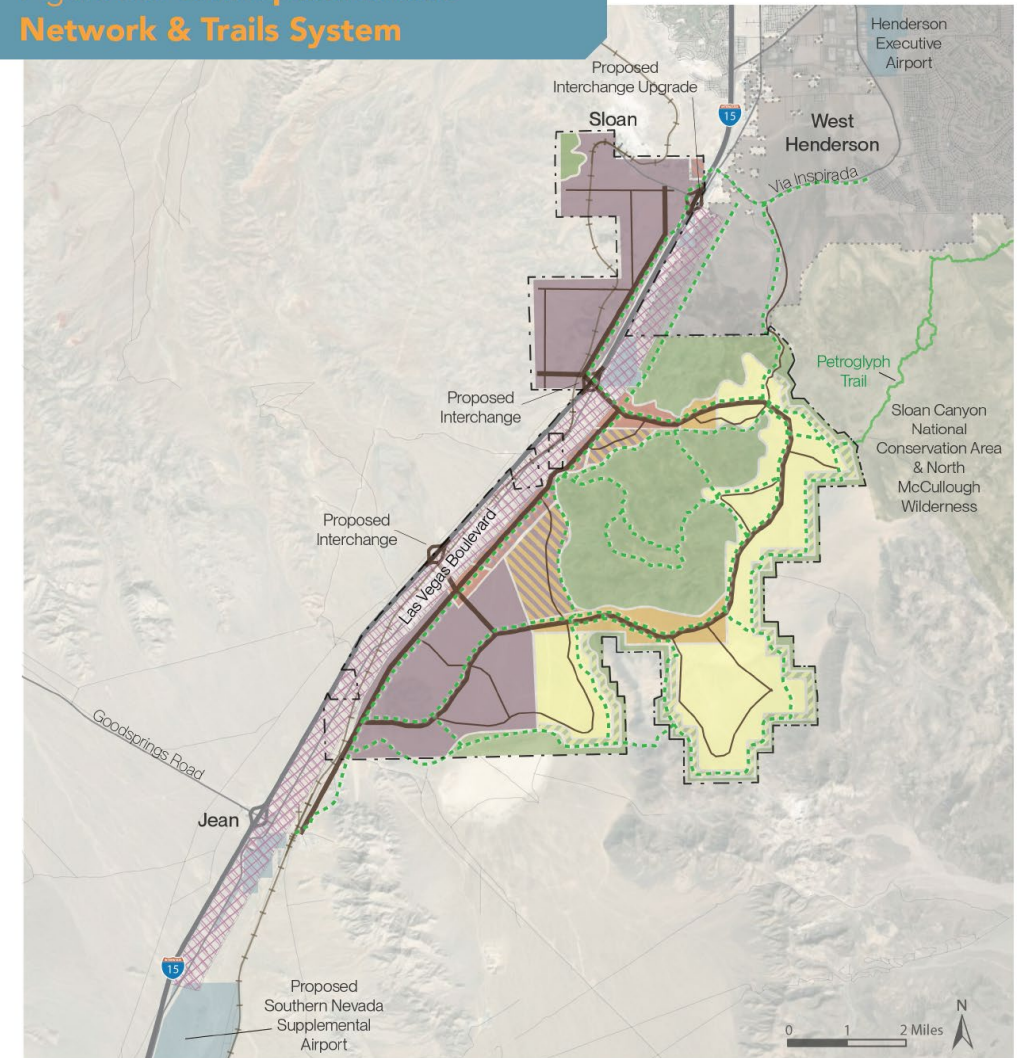 Network & Trails System
Henderson
Executive
Airport
Proposed
Interchange Upgrade
15
Sloan
West
Henderson
Via Inspirada
Petroglyph
Trail
Proposed
Interchange
Sloan Canyon
National
Conservation Area
& North
McCullough
Wilderness
Proposed
Interchange
Las Vegas Boulevard
Goodsprings Road
Jean
15
Proposed
Southern Nevada
Supplemental
Airport
N
0 1 2 Miles